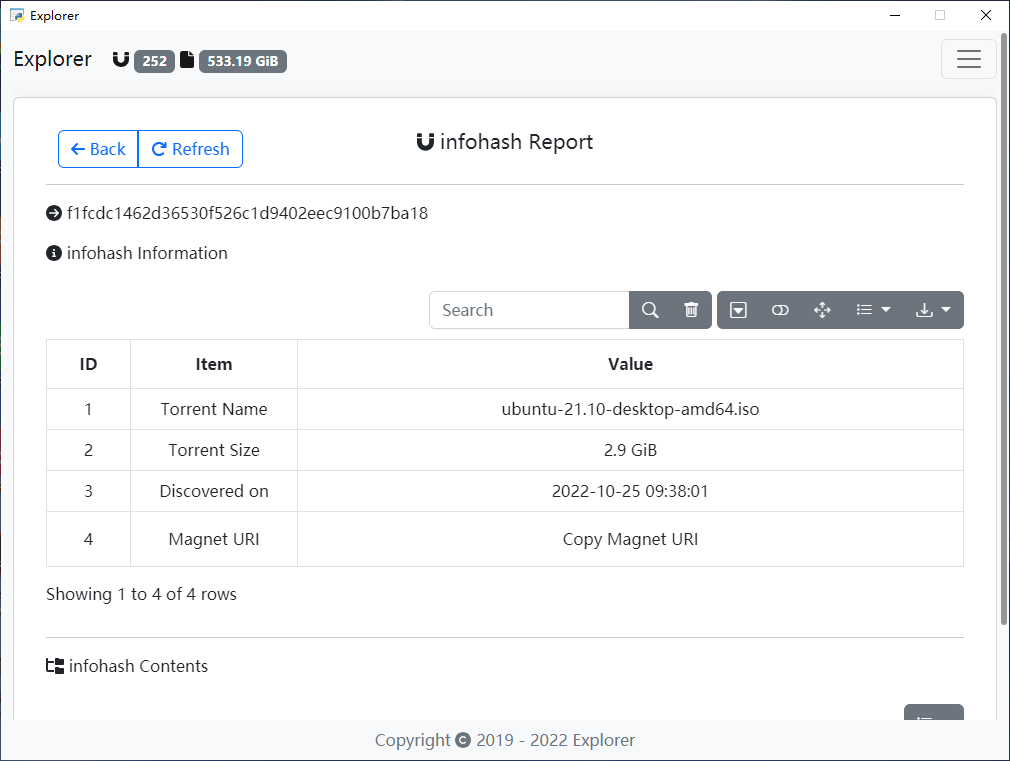 Explorer
Explorer 252 533.19 GiB
Back Refresh
infohash Report
f1fcdc1462d36530f526c1d9402eec9100b7ba18
infohash Information
Search
ID Item Value
1 Torrent Name ubuntu-21.10-desktop-amd64.iso
2 Torrent Size 2.9 GiB
3 Discovered on 2022-10-25 09:38:01
4 Magnet URI Copy Magnet URI
Showing 1 to 4 of 4 rows
infohash Contents
Copyright © 2019 - 2022 Explorer